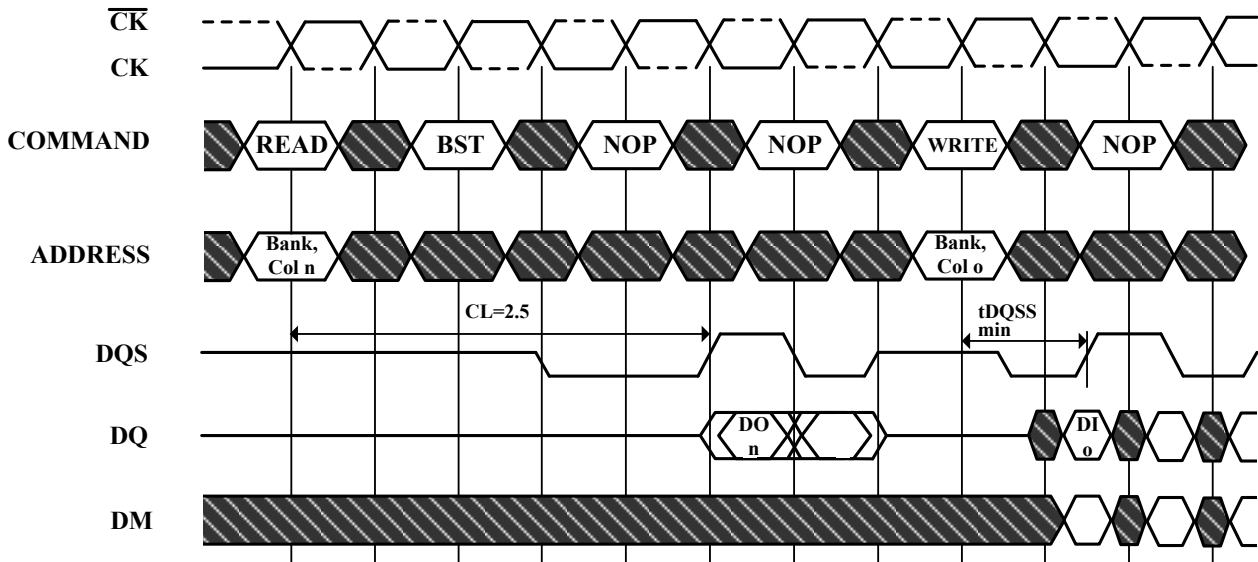 CK
CK
COMMAND
READ
BST
NOP
NOP
WRITE
NOP
ADDRESS
Bank,
Col n
Bank,
Col o
CL=2.5
tDQSS
min
DQS
DQ
DO
n
DI
o
DM